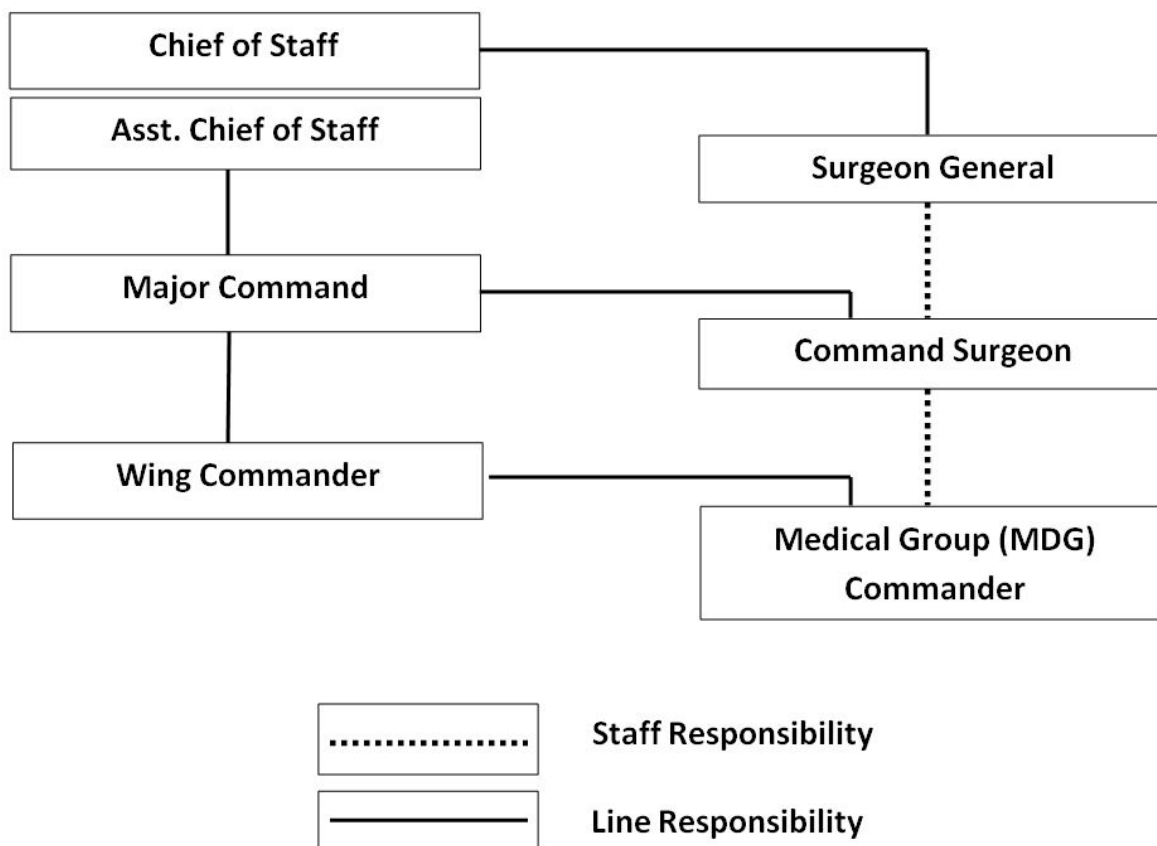 Chief of Staff
Asst. Chief of Staff
Surgeon General
Major Command
Command Surgeon
Wing Commander
Medical Group (MDG)
Commander
Staff Responsibility
Line Responsibility